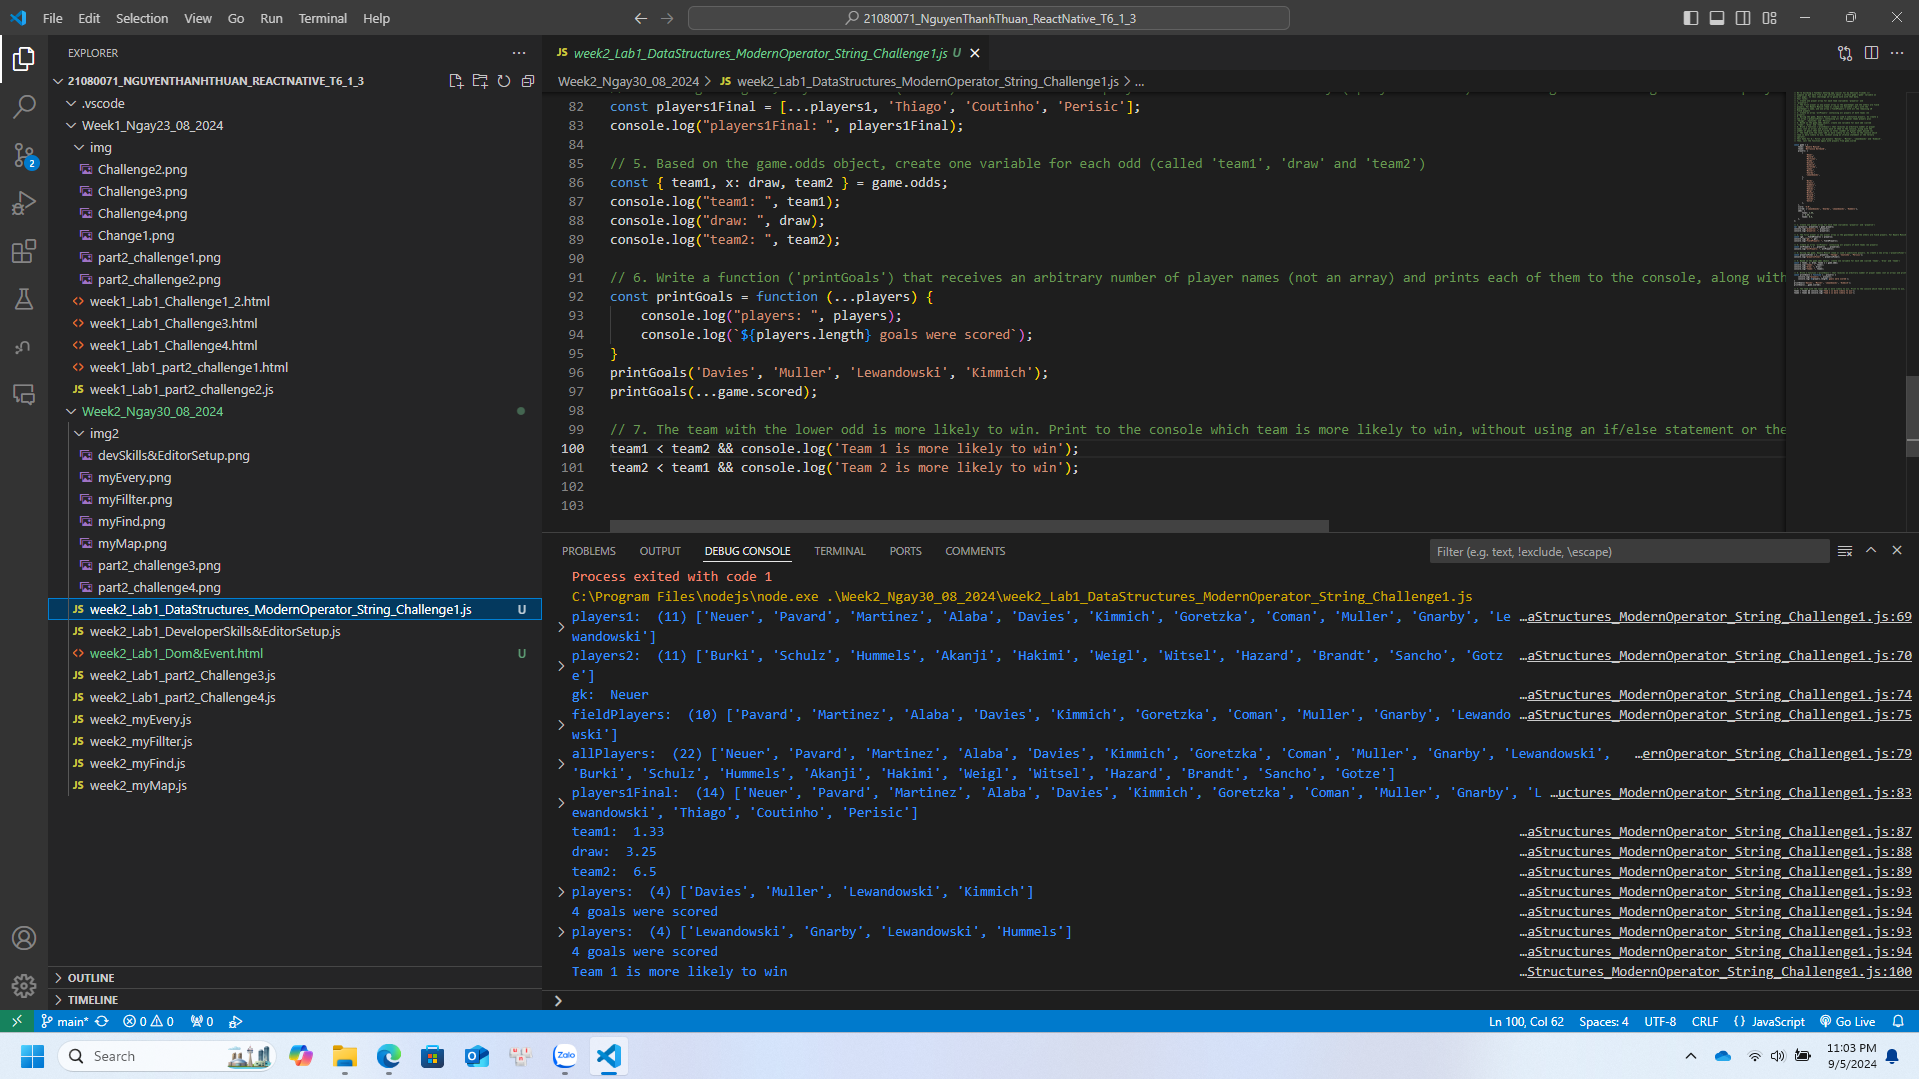 File Edit Selection View Go Run Terminal Help
21080071_NguyenThanhThuan_ReactNative_T6_1_3
EXPLORER
21080071_NGUYENTHANHTHUAN_REACTNATIVE_T6_1_3
.vscode
Week1_Ngay23_08_2024
img
Challenge2.png
Challenge3.png
Challenge4.png
Change1.png
part2_challenge1.png
part2_challenge2.png
week1_Lab1_Challenge1_2.html
week1_Lab1_Challenge3.html
week1_Lab1_Challenge4.html
week1_lab1_part2_challenge1.html
JS week1_Lab1_part2_challenge2.js
Week2_Ngay30_08_2024
img2
devSkills&EditorSetup.png
myEvery.png
myFillter.png
myFind.png
myMap.png
part2_challenge3.png
part2_challenge4.png
JS week2_Lab1_DataStructures_ModernOperator_String_Challenge1.js U
JS week2_Lab1_DeveloperSkills&EditorSetup.js
week2_Lab1_Dom&Event.html U
JS week2_Lab1_part2_Challenge3.js
JS week2_Lab1_part2_Challenge4.js
JS week2_myEvery.js
JS week2_myFillter.js
JS week2_myFind.js
JS week2_myMap.js
OUTLINE
TIMELINE
2
JS week2_Lab1_DataStructures_ModernOperator_String_Challenge1.js U
Week2_Ngay30_08_2024 > JS week2_Lab1_DataStructures_ModernOperator_String_Challenge1.js > ...
82 const players1Final = [...players1, 'Thiago', 'Coutinho', 'Perisic'];
83 console.log("players1Final: ", players1Final);
84
85 // 5. Based on the game.odds object, create one variable for each odd (called 'team1', 'draw' and 'team2')
86 const { team1, x: draw, team2 } = game.odds;
87 console.log("team1: ", team1);
88 console.log("draw: ", draw);
89 console.log("team2: ", team2);
90
91 // 6. Write a function ('printGoals') that receives an arbitrary number of player names (not an array) and prints each of them to the console, along with
92 const printGoals = function (...players) {
93 console.log("players: ", players);
94 console.log(`${players.length} goals were scored`);
95 }
96 printGoals('Davies', 'Muller', 'Lewandowski', 'Kimmich');
97 printGoals(...game.scored);
98
99 // 7. The team with the lower odd is more likely to win. Print to the console which team is more likely to win, without using an if/else statement or the
100 team1 < team2 && console.log('Team 1 is more likely to win');
101 team2 < team1 && console.log('Team 2 is more likely to win');
102
103
PROBLEMS OUTPUT DEBUG CONSOLE TERMINAL PORTS COMMENTS
Filter (e.g. text, !exclude, \escape)
Process exited with code 1
C:\Program Files\nodejs\node.exe .\Week2_Ngay30_08_2024\week2_Lab1_DataStructures_ModernOperator_String_Challenge1.js
players1: (11) ['Neuer', 'Pavard', 'Martinez', 'Alaba', 'Davies', 'Kimmich', 'Goretzka', 'Coman', 'Muller', 'Gnarby', 'Le …aStructures_ModernOperator_String_Challenge1.js:69
wandowski']
players2: (11) ['Burki', 'Schulz', 'Hummels', 'Akanji', 'Hakimi', 'Weigl', 'Witsel', 'Hazard', 'Brandt', 'Sancho', 'Gotz …aStructures_ModernOperator_String_Challenge1.js:70
e']
gk: Neuer …aStructures_ModernOperator_String_Challenge1.js:74
fieldPlayers: (10) ['Pavard', 'Martinez', 'Alaba', 'Davies', 'Kimmich', 'Goretzka', 'Coman', 'Muller', 'Gnarby', 'Lewando …aStructures_ModernOperator_String_Challenge1.js:75
wski']
allPlayers: (22) ['Neuer', 'Pavard', 'Martinez', 'Alaba', 'Davies', 'Kimmich', 'Goretzka', 'Coman', 'Muller', 'Gnarby', 'Lewandowski', …ernOperator_String_Challenge1.js:79
'Burki', 'Schulz', 'Hummels', 'Akanji', 'Hakimi', 'Weigl', 'Witsel', 'Hazard', 'Brandt', 'Sancho', 'Gotze']
players1Final: (14) ['Neuer', 'Pavard', 'Martinez', 'Alaba', 'Davies', 'Kimmich', 'Goretzka', 'Coman', 'Muller', 'Gnarby', 'L …uctures_ModernOperator_String_Challenge1.js:83
ewandowski', 'Thiago', 'Coutinho', 'Perisic']
team1: 1.33 …aStructures_ModernOperator_String_Challenge1.js:87
draw: 3.25 …aStructures_ModernOperator_String_Challenge1.js:88
team2: 6.5 …aStructures_ModernOperator_String_Challenge1.js:89
players: (4) ['Davies', 'Muller', 'Lewandowski', 'Kimmich'] …aStructures_ModernOperator_String_Challenge1.js:93
4 goals were scored …aStructures_ModernOperator_String_Challenge1.js:94
players: (4) ['Lewandowski', 'Gnarby', 'Lewandowski', 'Hummels'] …aStructures_ModernOperator_String_Challenge1.js:93
4 goals were scored …aStructures_ModernOperator_String_Challenge1.js:94
Team 1 is more likely to win …Structures_ModernOperator_String_Challenge1.js:100
main* 0 0 0 Ln 100, Col 62 Spaces: 4 UTF-8 CRLF {} JavaScript Go Live
Search
Zalo
11:03 PM
9/5/2024